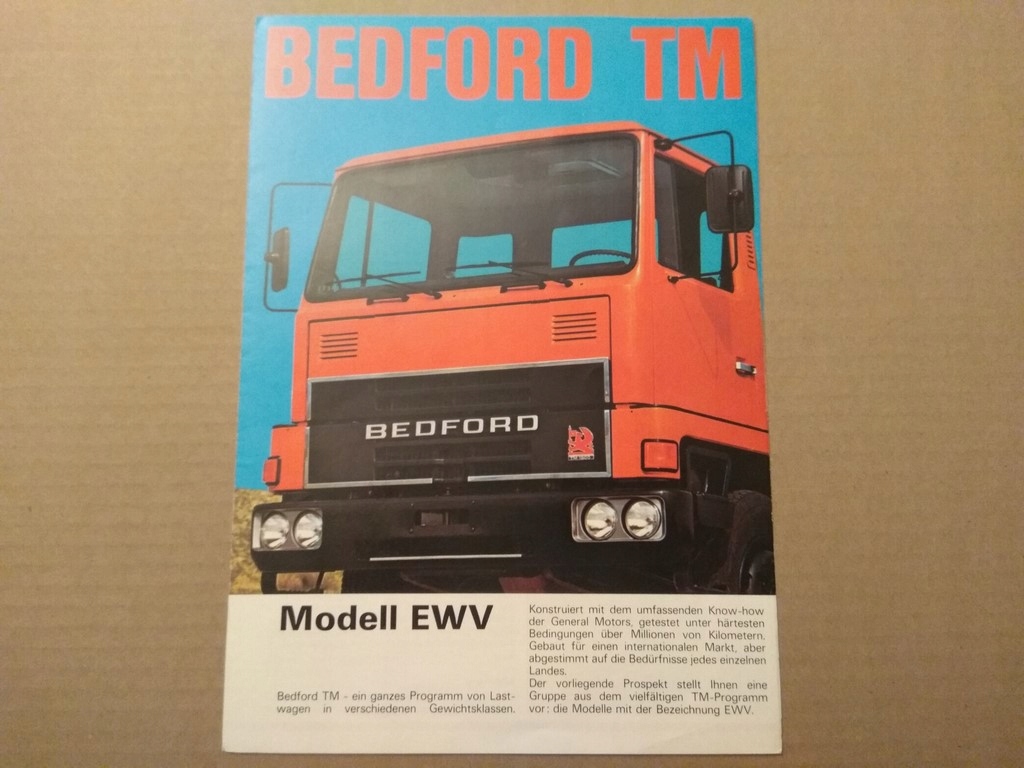 BEDFORD TM
BEDFORD
Modell EWV
Bedford TM - ein ganzes Programm von Last-
wagen in verschiedenen Gewichtsklassen.
Konstruiert mit dem umfassenden Know-how
der General Motors, getestet unter härtesten
Bedingungen über Millionen von Kilometern.
Gebaut für einen internationalen Markt, aber
abgestimmt auf die Bedürfnisse jedes einzelnen
Landes.
Der vorliegende Prospekt stellt Ihnen eine
Gruppe aus dem vielfältigen TM-Programm
vor: die Modelle mit der Bezeichnung EWV.